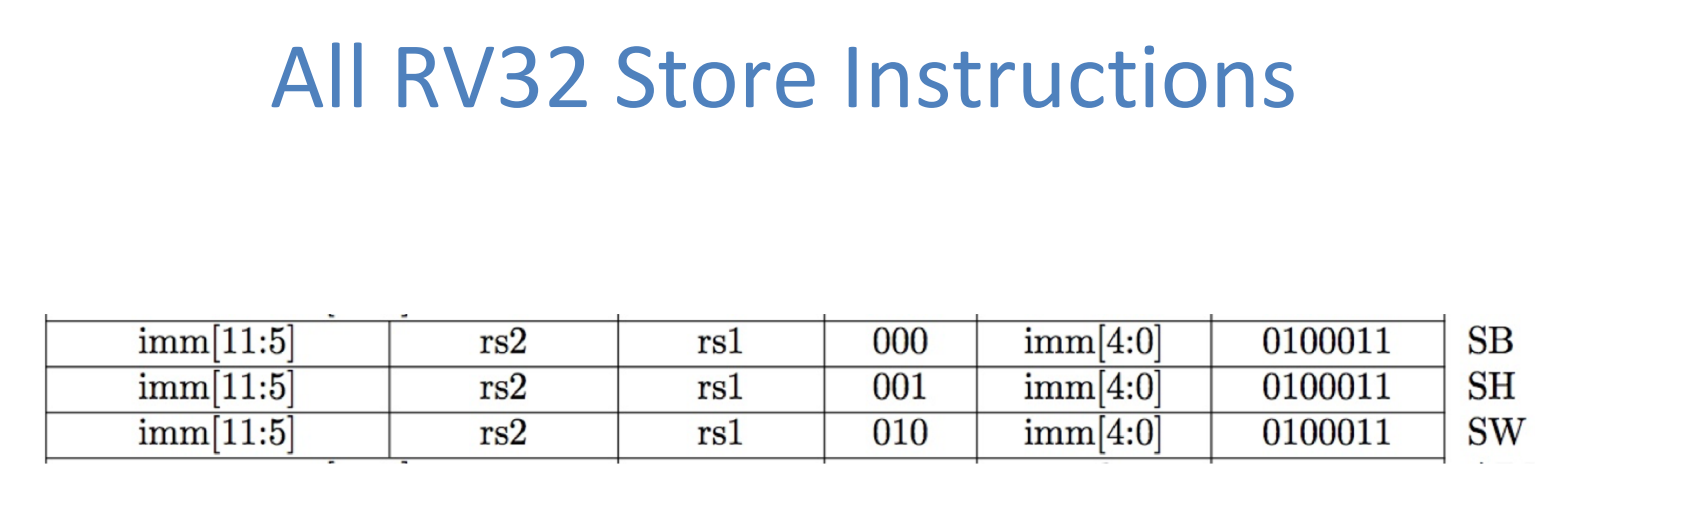 All RV32 Store Instructions
imm[11:5] rs2 rs1 000 imm[4:0] 0100011 SB
imm[11:5] rs2 rs1 001 imm[4:0] 0100011 SH
imm[11:5] rs2 rs1 010 imm[4:0] 0100011 SW